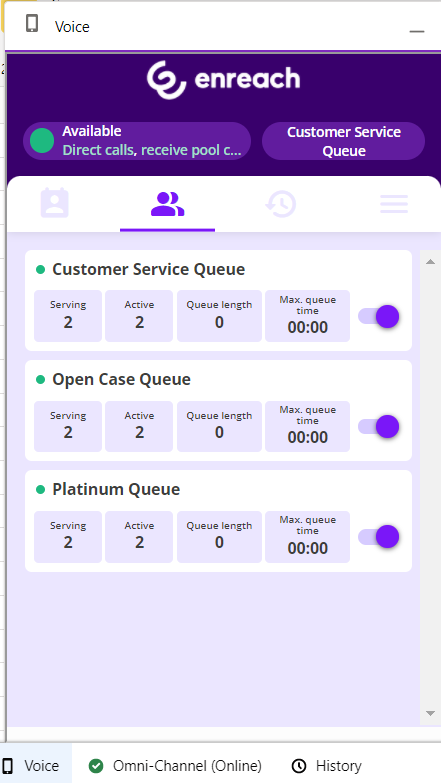 Voice
enreach
Available
Direct calls, receive pool c...
Customer Service
Queue
Customer Service Queue
Serving
2
Active
2
Queue length
0
Max. queue
time
00:00
Open Case Queue
Serving
2
Active
2
Queue length
0
Max. queue
time
00:00
Platinum Queue
Serving
2
Active
2
Queue length
0
Max. queue
time
00:00
Voice
Omni-Channel (Online)
History